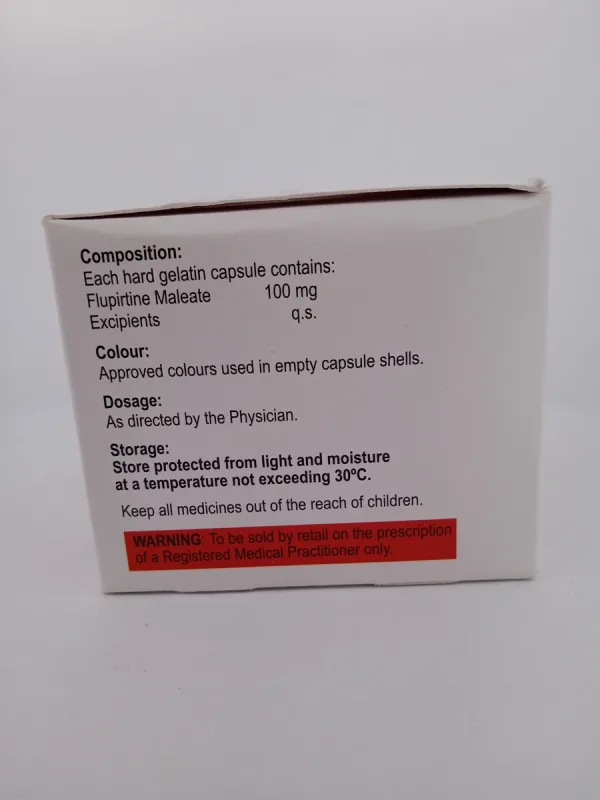 Composition:
Each hard gelatin capsule contains:
Flupirtine Maleate 100 mg
Excipients q.s.
Colour:
Approved colours used in empty capsule shells.
Dosage:
As directed by the Physician.
Storage:
Store protected from light and moisture
at a temperature not exceeding 30ºC.
Keep all medicines out of the reach of children.
WARNING: To be sold by retail on the prescription
of a Registered Medical Practitioner only.